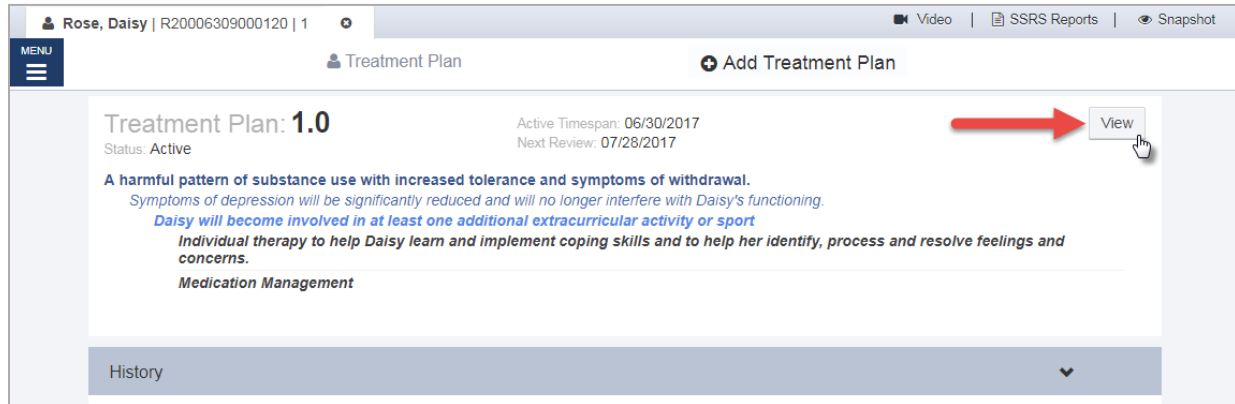 Rose, Daisy | R20006309000120 | 1
Video | SSRS Reports | Snapshot
MENU
Treatment Plan
Add Treatment Plan
Treatment Plan: 1.0
Active Timespan: 06/30/2017
View
Status: Active
Next Review: 07/28/2017
A harmful pattern of substance use with increased tolerance and symptoms of withdrawal.
Symptoms of depression will be significantly reduced and will no longer interfere with Daisy's functioning.
Daisy will become involved in at least one additional extracurricular activity or sport
Individual therapy to help Daisy learn and implement coping skills and to help her identify, process and resolve feelings and
concerns.
Medication Management
History